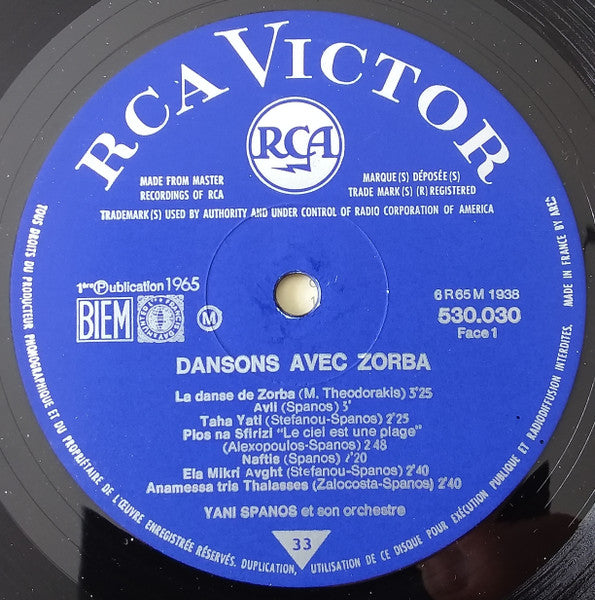 RCA VICTOR
RCA
MADE FROM MASTER
RECORDINGS OF RCA
MARQUE(S) DÉPOSÉE(S)
TRADE MARK(S) (R) REGISTERED
TRADEMARK(S) USED BY AUTHORITY AND UNDER CONTROL OF RADIO CORPORATION OF AMERICA
1ère Ⓟublication 1965
BIEM
M
6 R 65 M 1938
530.030
Face 1
DANSONS AVEC ZORBA
La danse de Zorba (M. Theodorakis) 3'25
Avli (Spanos) 3'
Taha Yati (Stefanou-Spanos) 2'25
Pios na Sfirizi "Le ciel est une plage"
(Alexopoulos-Spanos) 2 48
Naftis (Spanos) 20
Ela Mikri Avght (Stefanou-Spanos) 2'40
Anamessa tris Thalasses (Zalocosta-Spanos) 2'40
YANI SPANOS et son orchestre
33
TOUS DROITS DU PRODUCTEUR PHONOGRAPHIQUE ET DU PROPRIÉTAIRE DE L'ŒUVRE ENREGISTRÉE RÉSERVÉS. DUPLICATION, UTILISATION DE CE DISQUE POUR EXÉCUTION PUBLIQUE ET RADIODIFFUSION INTERDITES. MADE IN FRANCE BY AREC